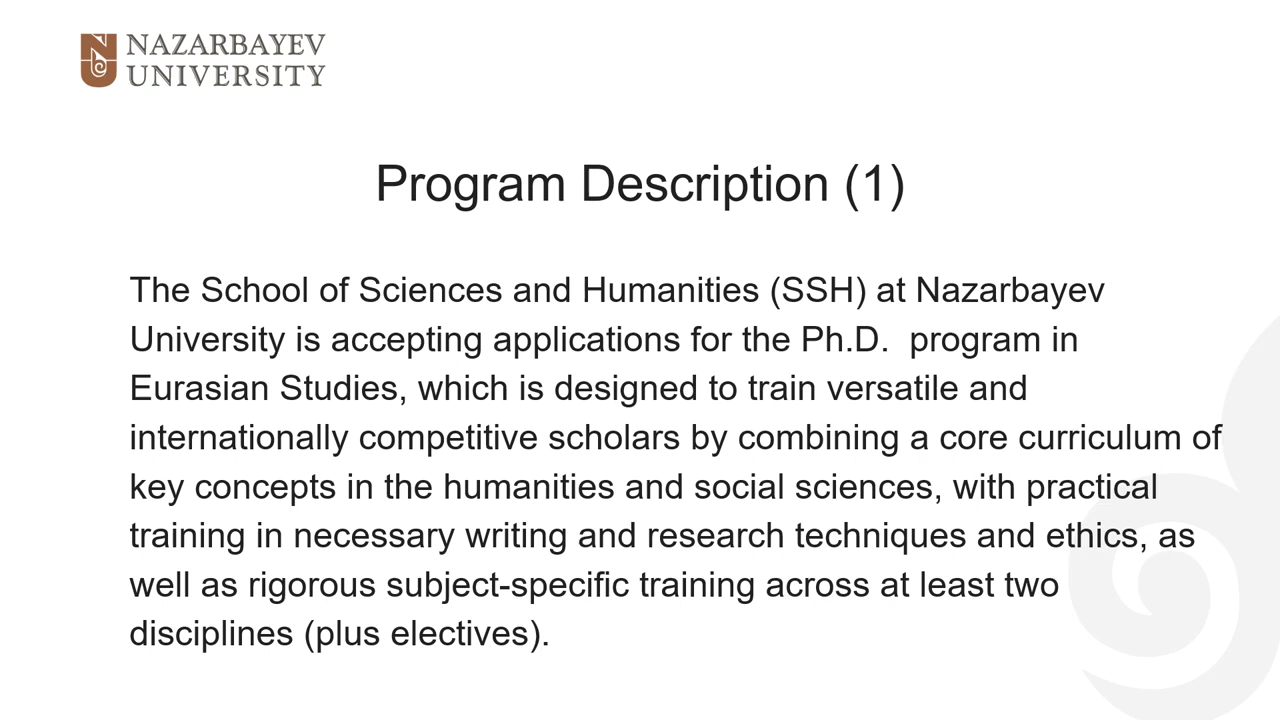 NAZARBAYEV
UNIVERSITY
Program Description (1)
The School of Sciences and Humanities (SSH) at Nazarbayev
University is accepting applications for the Ph.D.  program in
Eurasian Studies, which is designed to train versatile and
internationally competitive scholars by combining a core curriculum of
key concepts in the humanities and social sciences, with practical
training in necessary writing and research techniques and ethics, as
well as rigorous subject-specific training across at least two
disciplines (plus electives).